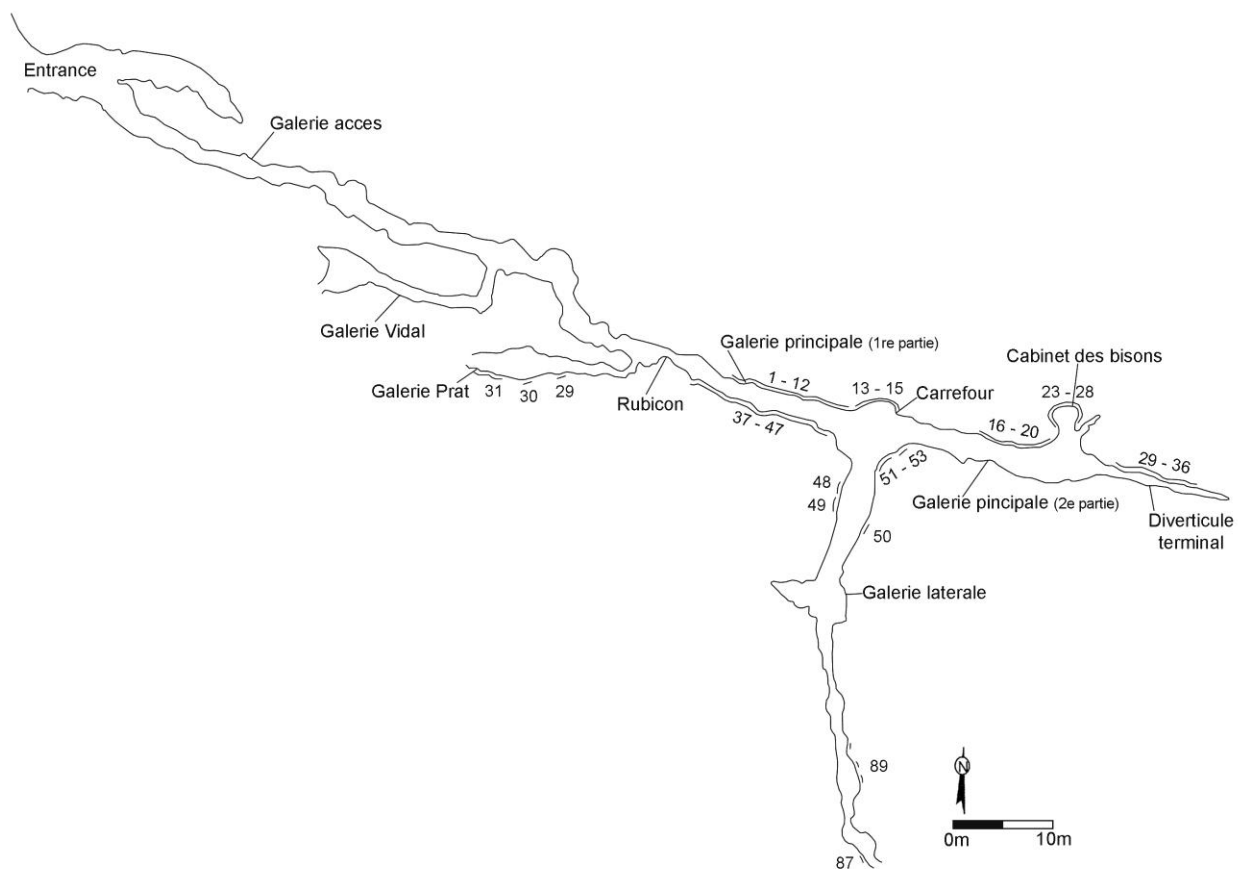 Entrance
Galerie acces
Galerie Vidal
Galerie Prat
31
30
29
Rubicon
Galerie principale (1re partie)
1 - 12
13 - 15
Carrefour
Cabinet des bisons
23 - 28
16 - 20
37 - 47
29 - 36
51 - 53
48
49
50
Galerie pincipale (2e partie)
Diverticule
terminal
Galerie laterale
89
87
N
0m
10m